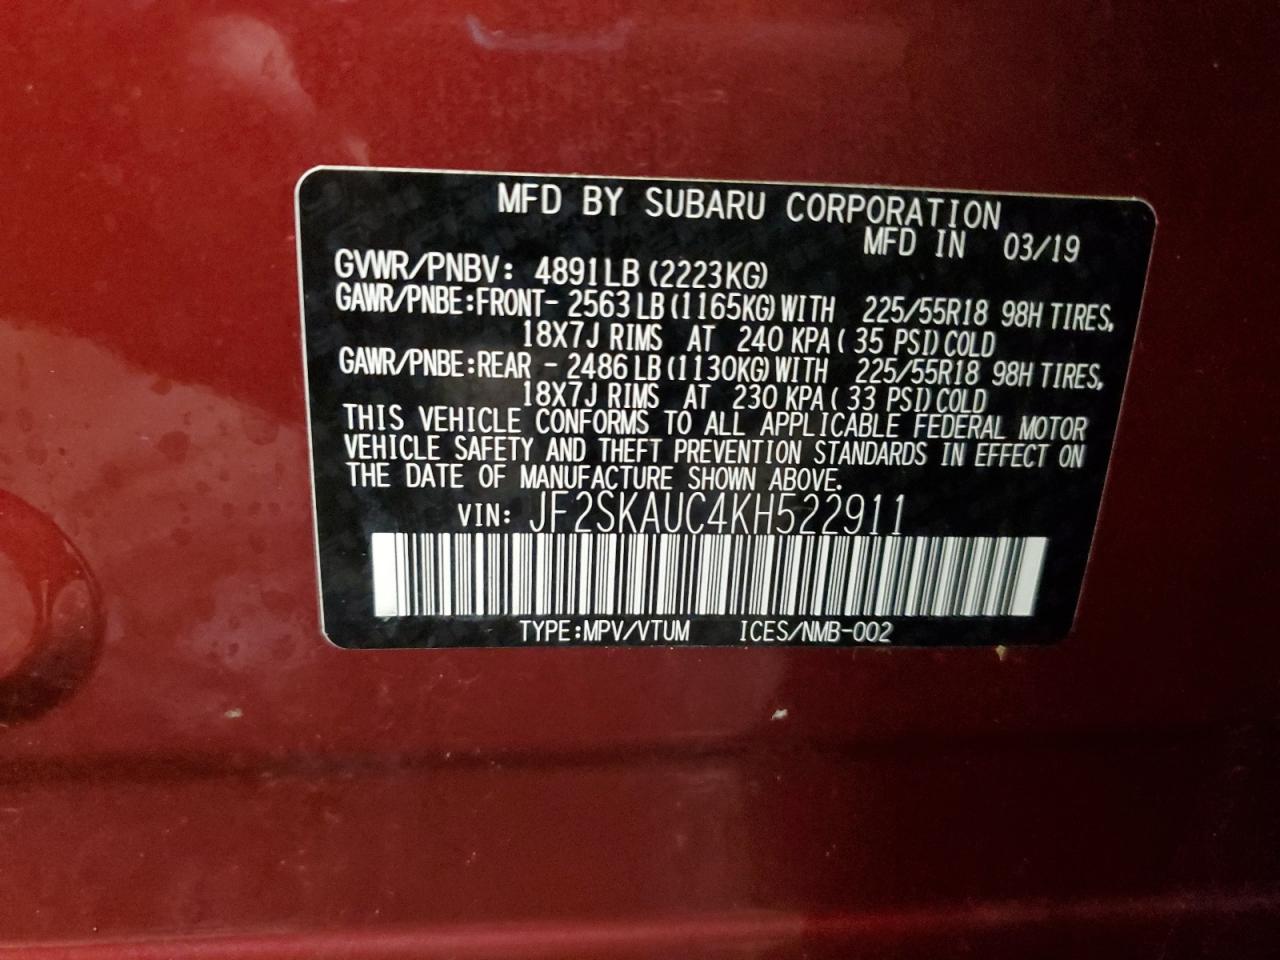 MFD BY SUBARU CORPORATION
MFD IN 03/19
GVWR/PNBV: 4891LB (2223KG)
GAWR/PNBE:FRONT- 2563 LB (1165KG) WITH 225/55R18 98H TIRES,
18X7J RIMS AT 240 KPA ( 35 PSI) COLD
GAWR/PNBE:REAR - 2486 LB (1130KG) WITH 225/55R18 98H TIRES,
18X7J RIMS AT 230 KPA ( 33 PSI) COLD
THIS VEHICLE CONFORMS TO ALL APPLICABLE FEDERAL MOTOR
VEHICLE SAFETY AND THEFT PREVENTION STANDARDS IN EFFECT ON
THE DATE OF MANUFACTURE SHOWN ABOVE.
VIN: JF2SKAUC4KH522911
TYPE:MPV/VTUM ICES/NMB-002